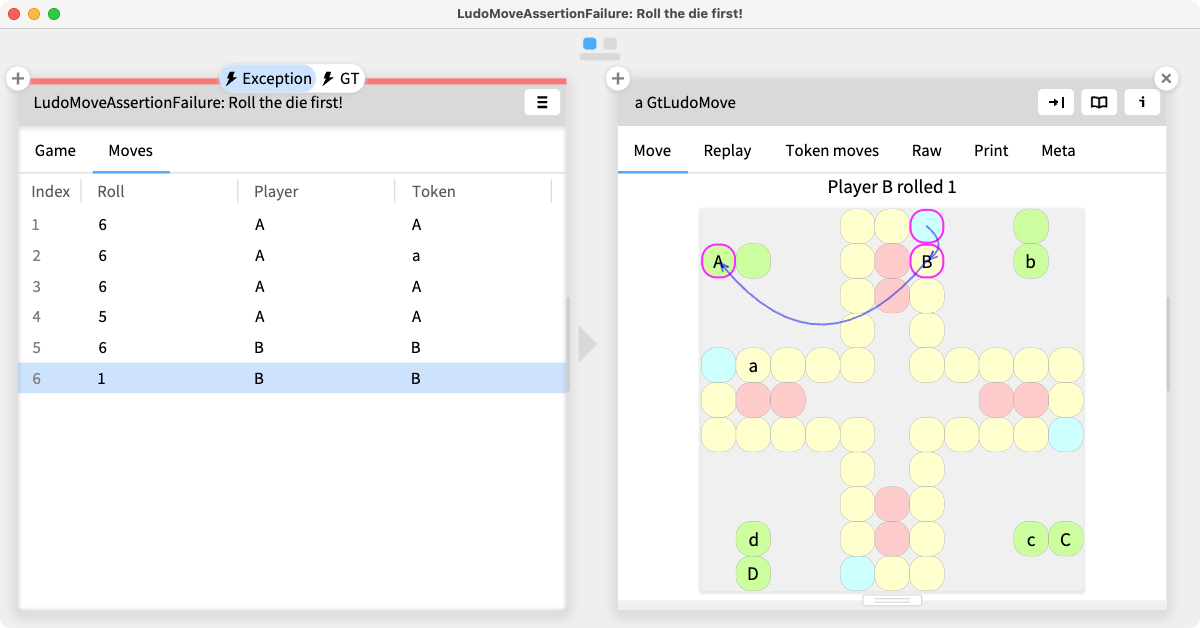 LudoMoveAssertionFailure: Roll the die first!
Exception GT
LudoMoveAssertionFailure: Roll the die first!
Game Moves
Index Roll Player Token
1 6 A A
2 6 A a
3 6 A A
4 5 A A
5 6 B B
6 1 B B
a GtLudoMove
Move Replay Token moves Raw Print Meta
Player B rolled 1
A B b
a
d c C
D